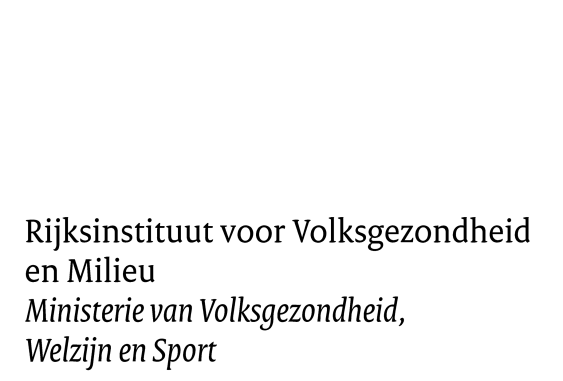 Rijksinstituut voor Volksgezondheid
en Milieu
Ministerie van Volksgezondheid,
Welzijn en Sport